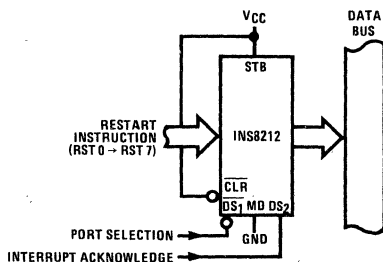 VCC
DATA
BUS
STB
RESTART
INSTRUCTION
(RST 0 → RST 7)
INS8212
CLR
DS1 MD DS2
PORT SELECTION
GND
INTERRUPT ACKNOWLEDGE